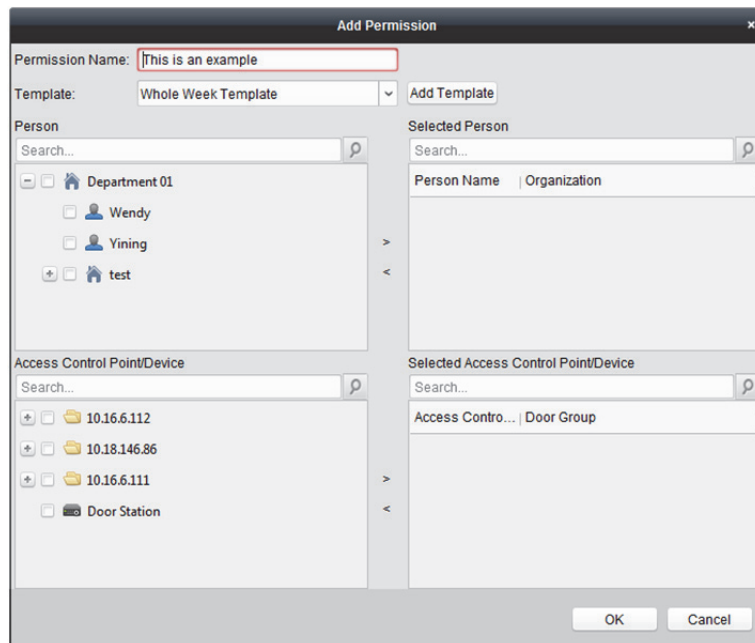 Add Permission
Permission Name: This is an example
Template: Whole Week Template Add Template
Person
Search...
Department 01
Wendy
Yining
test
Selected Person
Search...
Person Name Organization
>
<
Access Control Point/Device
Search...
10.16.6.112
10.18.146.86
10.16.6.111
Door Station
Selected Access Control Point/Device
Search...
Access Contro... Door Group
>
<
OK Cancel